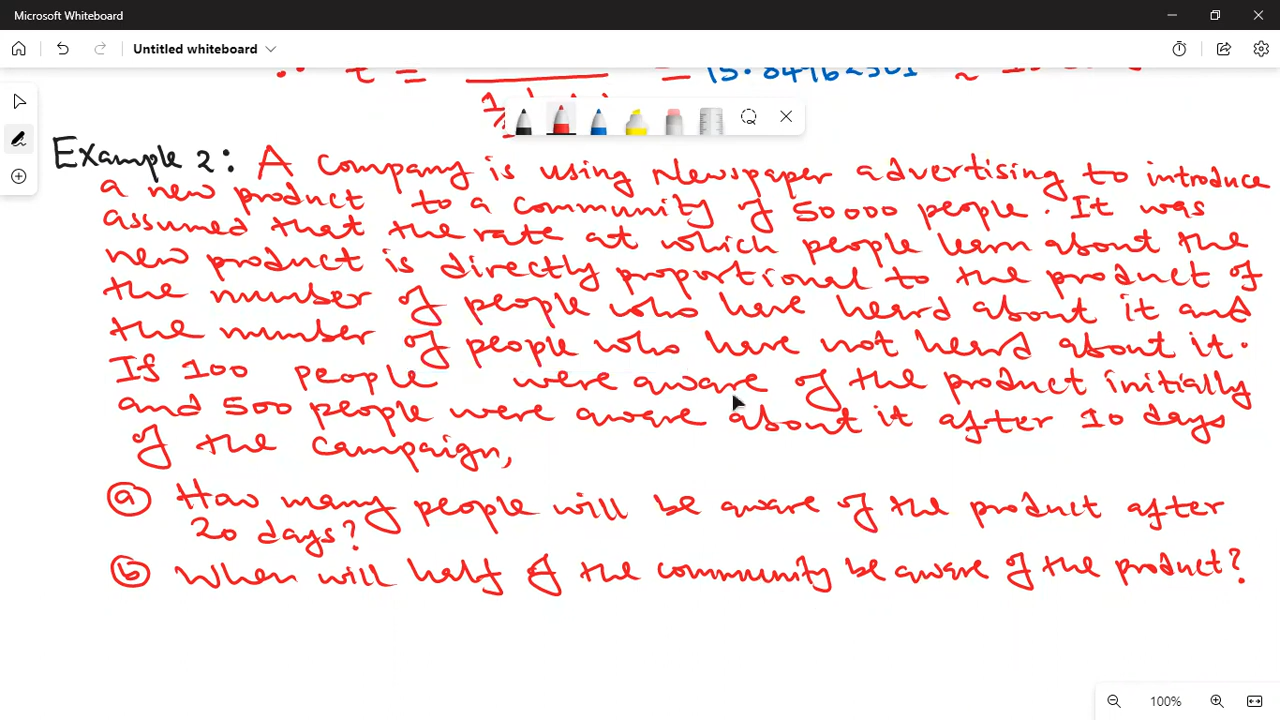 Microsoft Whiteboard
Untitled whiteboard
∴ t = = 15.84962501 ~
Example 2: A company is using Newspaper advertising to introduce
a new product to a community of 50000 people. It was
assumed that the rate at which people learn about the
new product is directly proportional to the product of
the number of people who have heard about it and
the number of people who have not heard about it.
If 100 people were aware of the product initially
and 500 people were aware about it after 10 days
of the campaign,
(a) How many people will be aware of the product after
20 days?
(b) When will half of the community be aware of the product?
100%